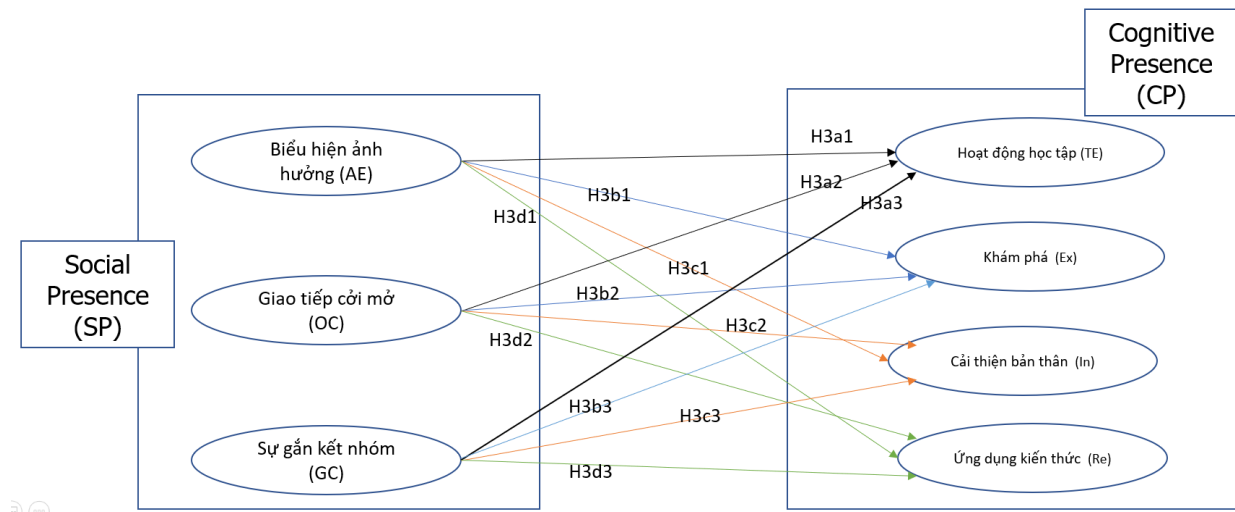 Cognitive
Presence
(CP)
Biểu hiện ảnh
hưởng (AE)
H3a1
Hoạt động học tập (TE)
H3a2
H3b1
H3a3
H3d1
Social
Presence
(SP)
Khám phá (Ex)
H3c1
Giao tiếp cởi mở
(OC)
H3b2
H3c2
H3d2
Cải thiện bản thân (In)
H3b3
H3c3
Sự gắn kết nhóm
(GC)
Ứng dụng kiến thức (Re)
H3d3